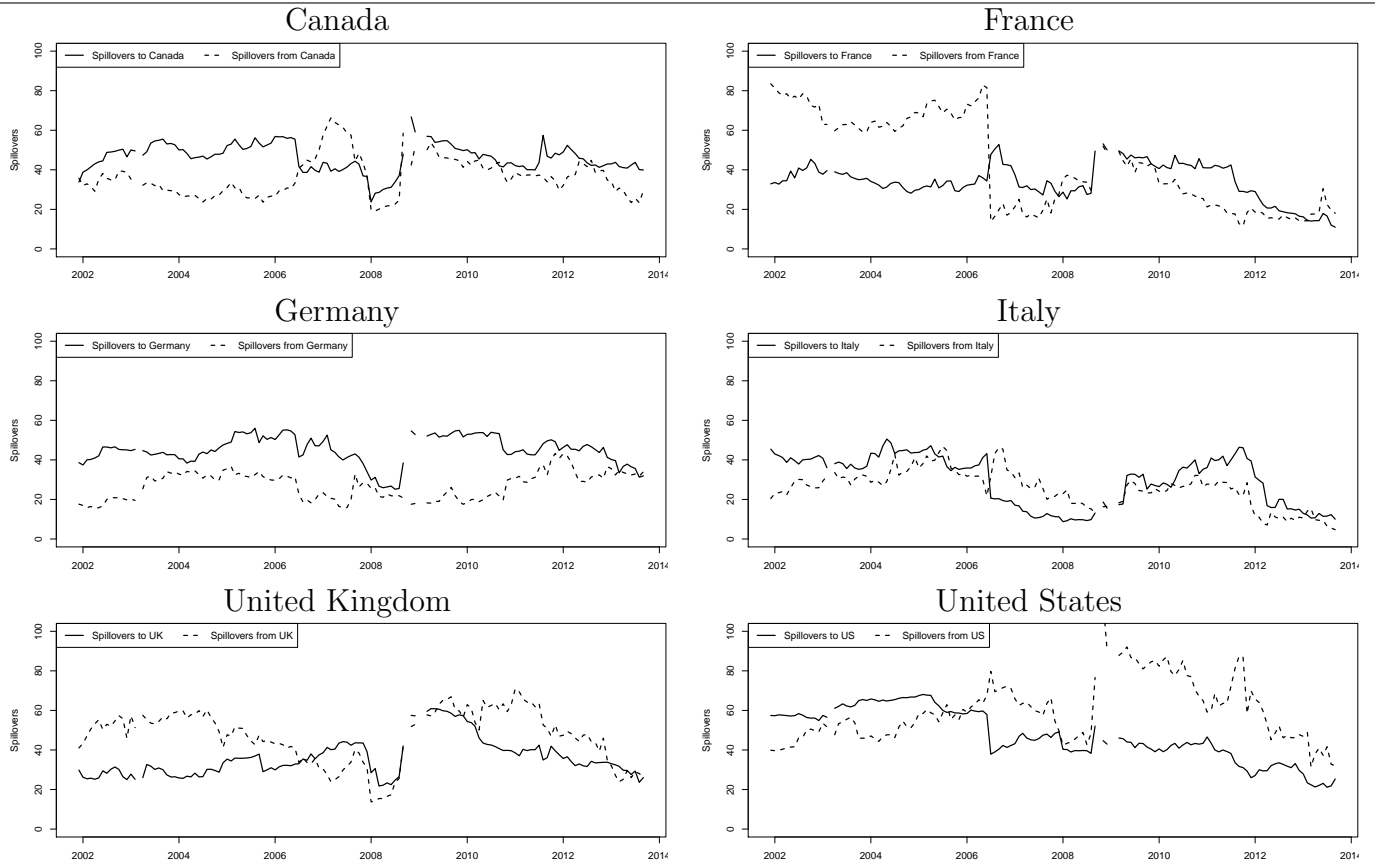 Canada
Spillovers to Canada Spillovers from Canada
Spillovers
0 20 40 60 80 100
2002 2004 2006 2008 2010 2012 2014
France
Spillovers to France Spillovers from France
Spillovers
0 20 40 60 80 100
2002 2004 2006 2008 2010 2012 2014
Germany
Spillovers to Germany Spillovers from Germany
Spillovers
0 20 40 60 80 100
2002 2004 2006 2008 2010 2012 2014
Italy
Spillovers to Italy Spillovers from Italy
Spillovers
0 20 40 60 80 100
2002 2004 2006 2008 2010 2012 2014
United Kingdom
Spillovers to UK Spillovers from UK
Spillovers
0 20 40 60 80 100
2002 2004 2006 2008 2010 2012 2014
United States
Spillovers to US Spillovers from US
Spillovers
0 20 40 60 80 100
2002 2004 2006 2008 2010 2012 2014